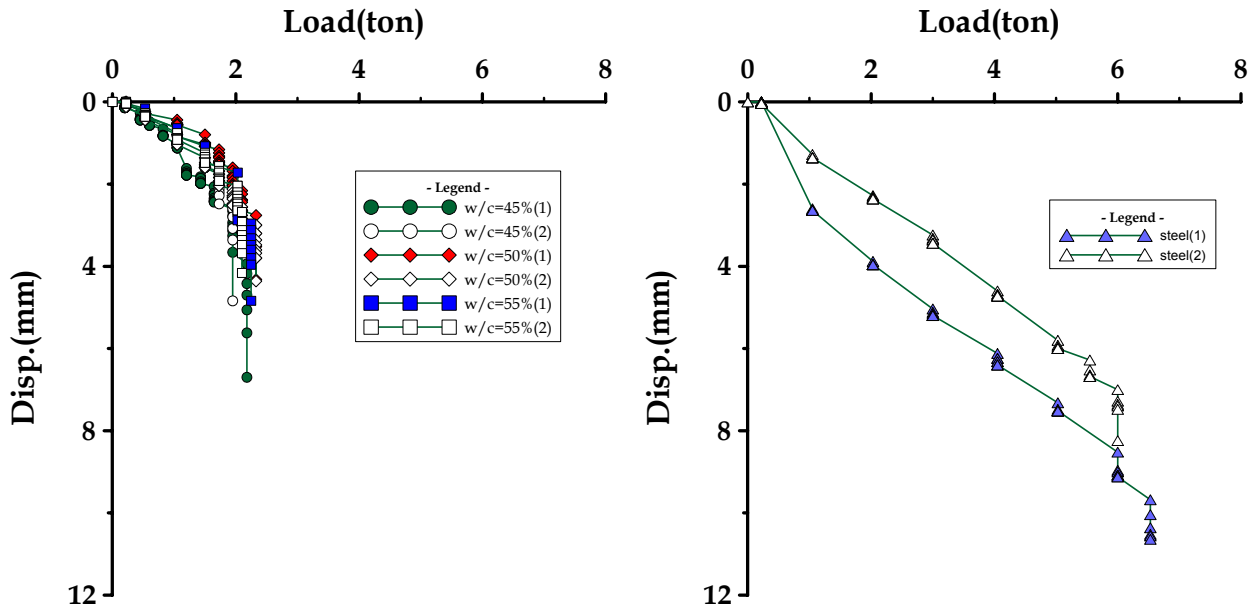 Load(ton)
0 2 4 6 8
0
4
8
12
Disp.(mm)
- Legend -
w/c=45%(1)
w/c=45%(2)
w/c=50%(1)
w/c=50%(2)
w/c=55%(1)
w/c=55%(2)
Load(ton)
0 2 4 6 8
0
4
8
12
Disp.(mm)
- Legend -
steel(1)
steel(2)